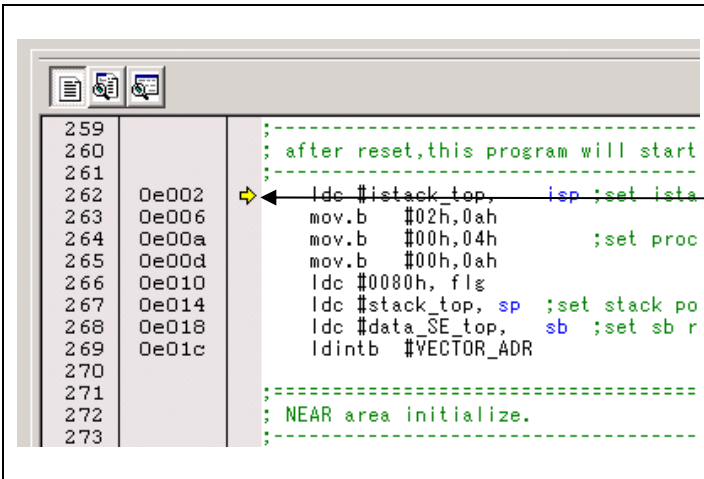 259 ;-----------------------------------
260 ; after reset,this program will start
261 ;-----------------------------------
262 0e002 ldc #istack_top, isp ;set ista
263 0e006 mov.b #02h,0ah
264 0e00a mov.b #00h,04h ;set proc
265 0e00d mov.b #00h,0ah
266 0e010 ldc #0080h, flg
267 0e014 ldc #stack_top, sp ;set stack po
268 0e018 ldc #data_SE_top, sb ;set sb r
269 0e01c ldintb #VECTOR_ADR
270
271 ;===================================
272 ; NEAR area initialize.
273 ;-----------------------------------